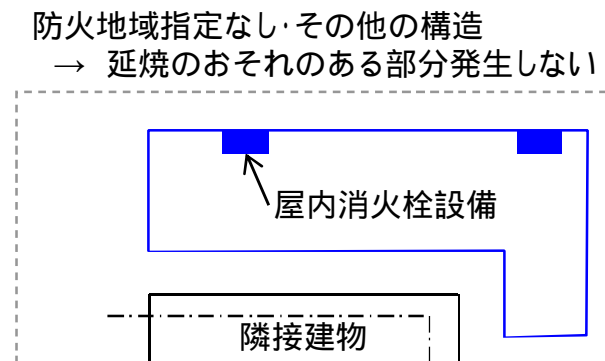 防火地域指定なし・その他の構造
→ 延焼のおそれのある部分発生しない
屋内消火栓設備
隣接建物